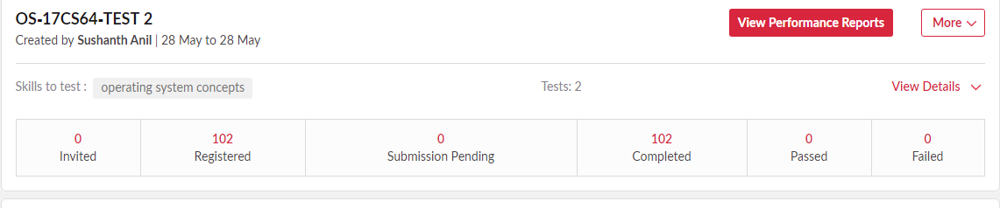 OS-17CS64-TEST 2
View Performance Reports
More
Created by Sushanth Anil | 28 May to 28 May
Skills to test : operating system concepts
Tests: 2
View Details
0
Invited
102
Registered
0
Submission Pending
102
Completed
0
Passed
0
Failed